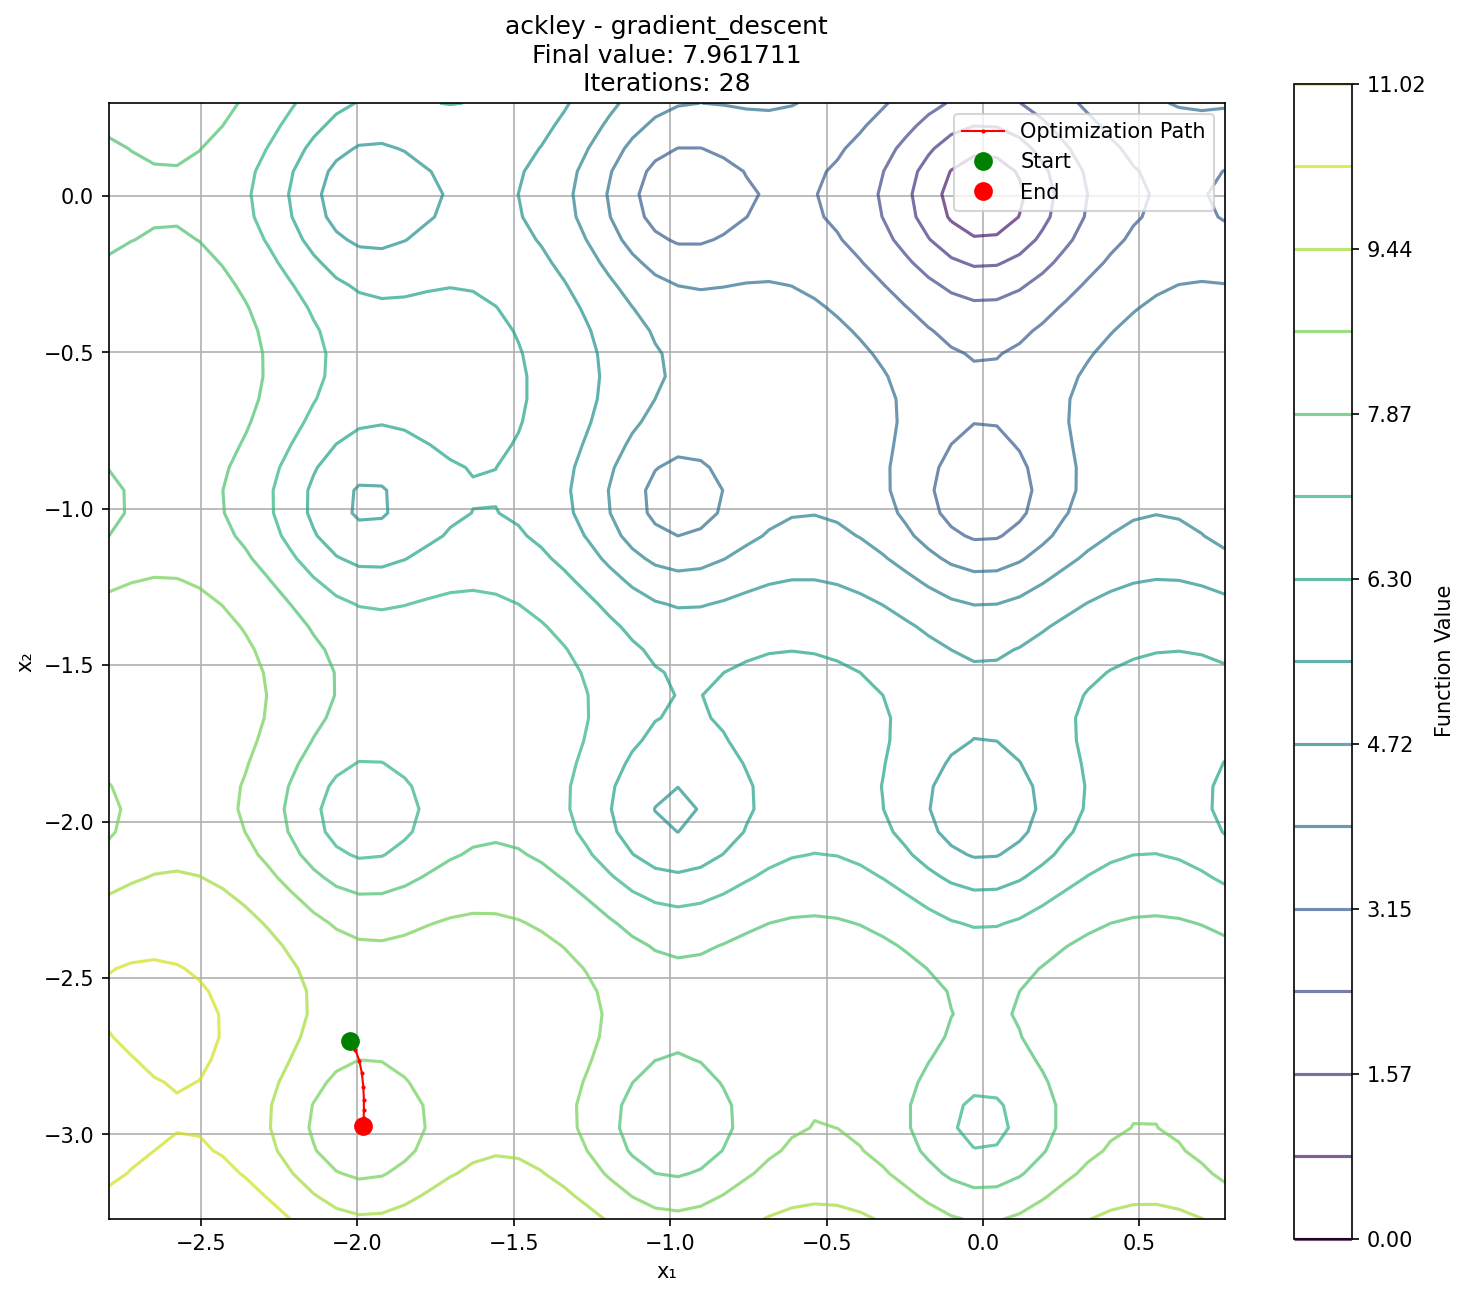 ackley - gradient_descent
Final value: 7.961711
Iterations: 28
Optimization Path
Start
End
0.0
−0.5
−1.0
−1.5
−2.0
−2.5
−3.0
x₂
−2.5
−2.0
−1.5
−1.0
−0.5
0.0
0.5
x₁
11.02
9.44
7.87
6.30
4.72
3.15
1.57
0.00
Function Value